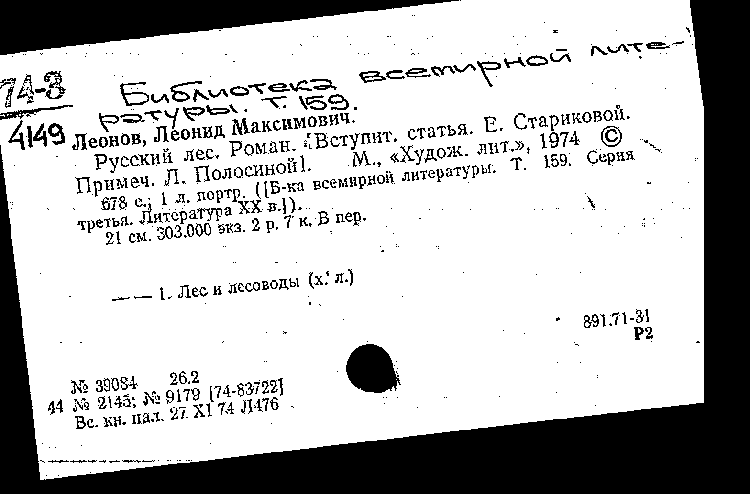 74-3
4149
Библиотека всемирной лите-
ратуры. Т. 159.
Леонов, Леонид Максимович.
Русский лес. Роман. [Вступит. статья. Е. Стариковой.
Примеч. Л. Полосиной]. М., «Худож. лит.», 1974 ©
678 с.; 1 л. портр. ([Б-ка всемирной литературы. Т. 159. Серия
третья. Литература XX в.]).
21 см. 303.000 экз. 2 р. 7 к. В пер.
— — 1. Лес и лесоводы (х. л.)
891.71-31
Р2
№ 39084 26.2
44 № 2145; № 9179 [74-83722]
Вс. кн. пал. 27 XI 74 Л476